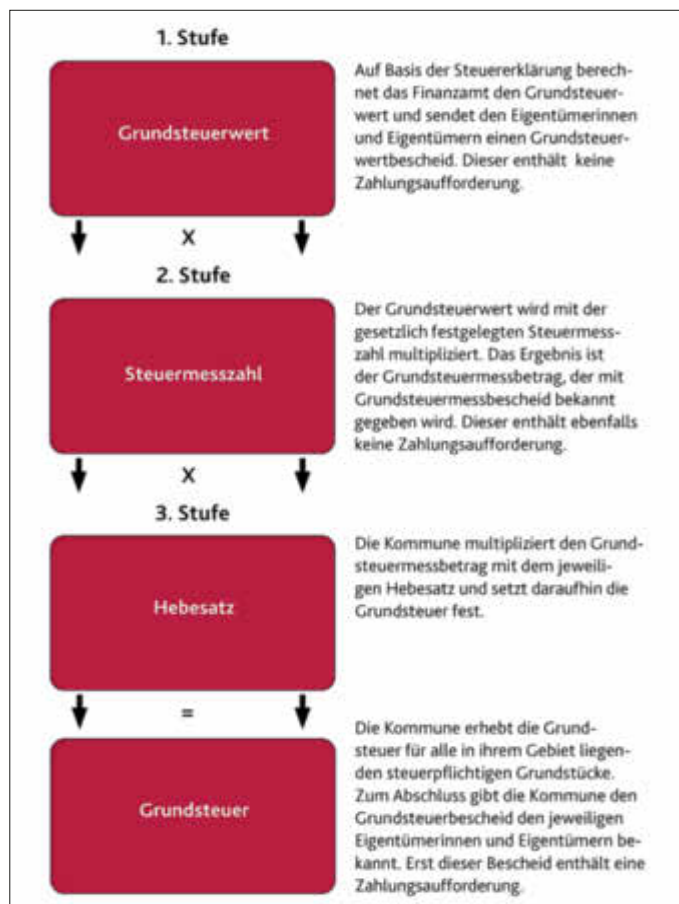 1. Stufe
Grundsteuerwert
Auf Basis der Steuererklärung berech-
net das Finanzamt den Grundsteuer-
wert und sendet den Eigentümerinnen
und Eigentümern einen Grundsteuer-
wertbescheid. Dieser enthält keine
Zahlungsaufforderung.
X
2. Stufe
Steuermesszahl
Der Grundsteuerwert wird mit der
gesetzlich festgelegten Steuermess-
zahl multipliziert. Das Ergebnis ist
der Grundsteuermessbetrag, der mit
Grundsteuermessbescheid bekannt
gegeben wird. Dieser enthält ebenfalls
keine Zahlungsaufforderung.
X
3. Stufe
Hebesatz
Die Kommune multipliziert den Grund-
steuermessbetrag mit dem jeweili-
gen Hebesatz und setzt daraufhin die
Grundsteuer fest.
=
Grundsteuer
Die Kommune erhebt die Grund-
steuer für alle in ihrem Gebiet liegen-
den steuerpflichtigen Grundstücke.
Zum Abschluss gibt die Kommune den
Grundsteuerbescheid den jeweiligen
Eigentümerinnen und Eigentümern be-
kannt. Erst dieser Bescheid enthält eine
Zahlungsaufforderung.